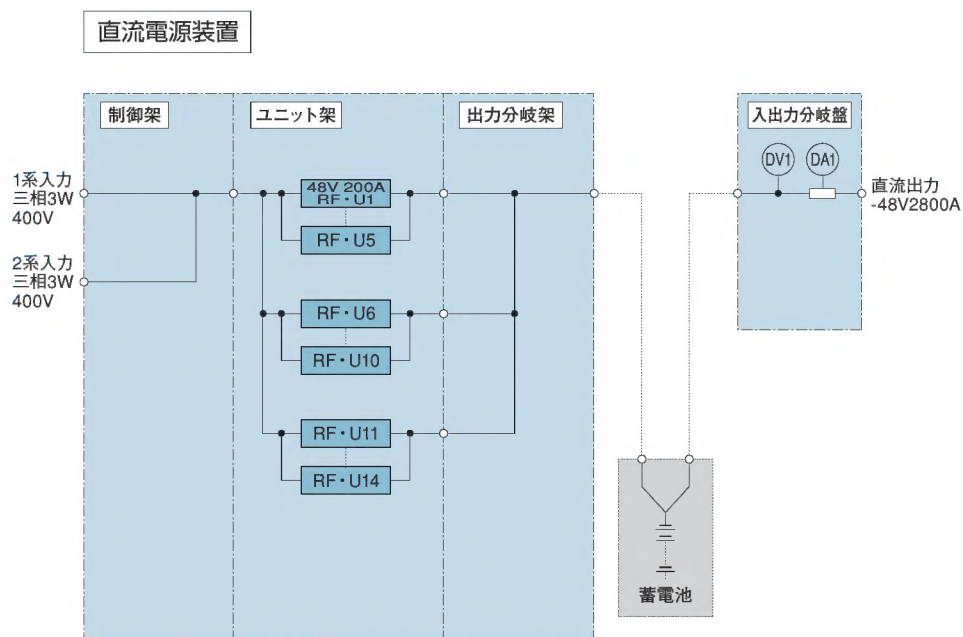 直流電源装置
制御架
ユニット架
出力分岐架
入出力分岐盤
1系入力
三相3W
400V
2系入力
三相3W
400V
48V 200A
RF・U1
RF・U5
RF・U6
RF・U10
RF・U11
RF・U14
DV1
DA1
直流出力
-48V2800A
蓄電池